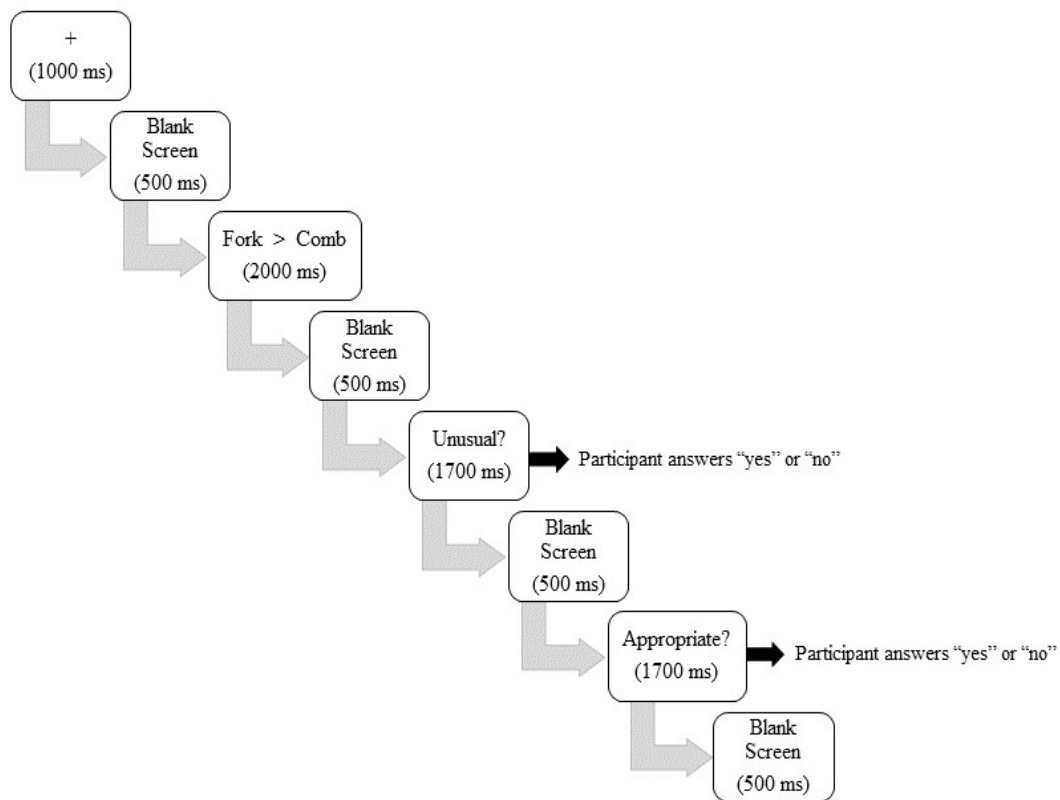 +
(1000 ms)
Blank
Screen
(500 ms)
Fork > Comb
(2000 ms)
Blank
Screen
(500 ms)
Unusual?
(1700 ms)
Participant answers “yes” or “no”
Blank
Screen
(500 ms)
Appropriate?
(1700 ms)
Participant answers “yes” or “no”
Blank
Screen
(500 ms)